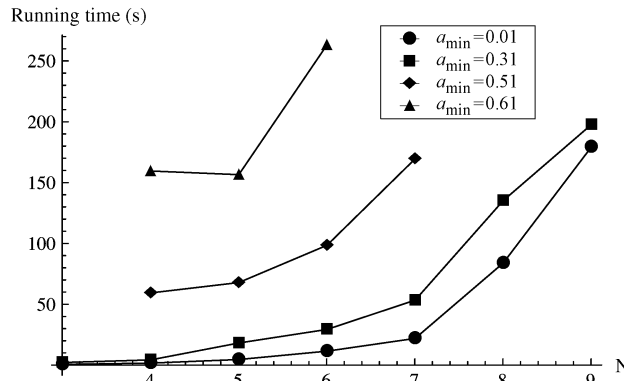 Running time (s)
250
200
150
100
50
a_min=0.01
a_min=0.31
a_min=0.51
a_min=0.61
4 5 6 7 8 9 N